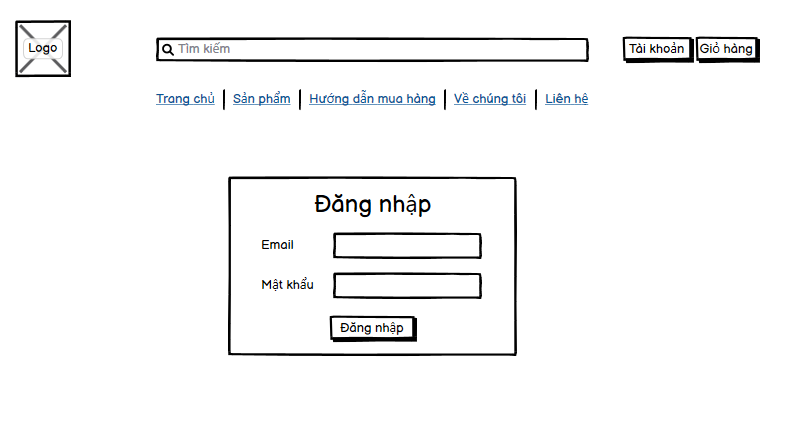 Logo
Tìm kiếm
Tài khoản
Giỏ hàng
Trang chủ
Sản phẩm
Hướng dẫn mua hàng
Về chúng tôi
Liên hệ
Đăng nhập
Email
Mật khẩu
Đăng nhập